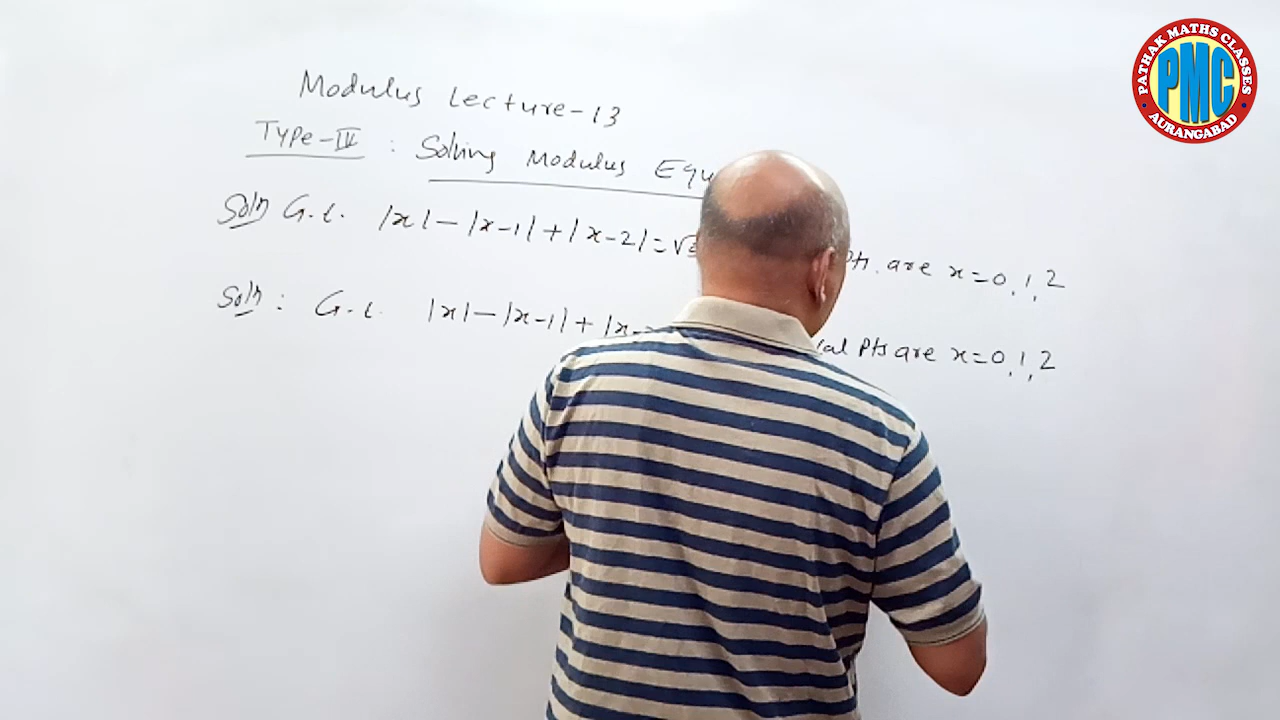 Modulus Lecture-13
Type-IV : Solving Modulus Equ
Soln G.t. |x|-|x-1|+|x-2|=√ Pts. are x=0,1,2
Soln : G.t. |x|-|x-1|+|x- cal Pts are x=0,1,2
PATHAK MATHS CLASSES
PMC
AURANGABAD